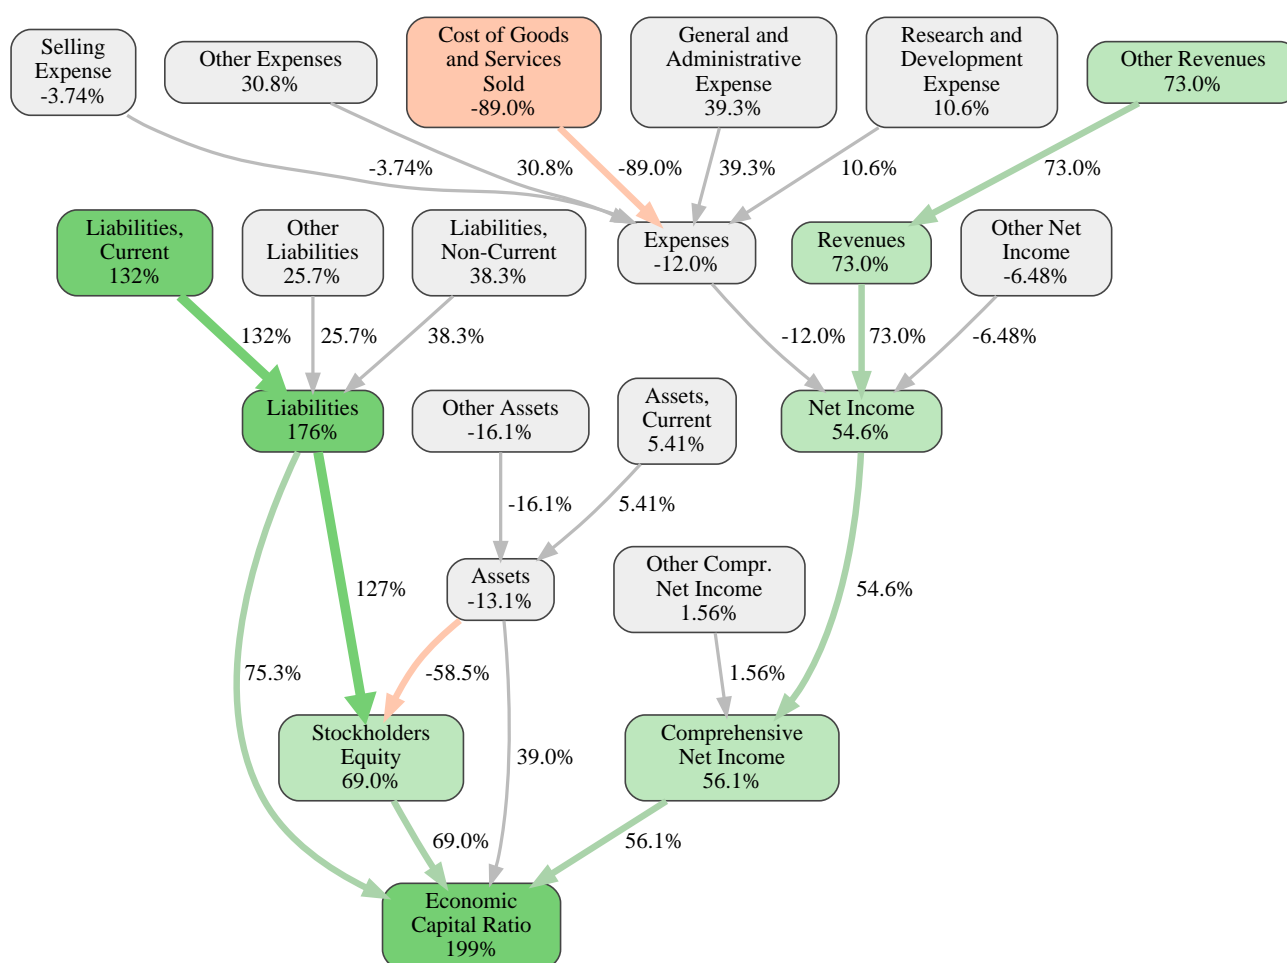 Selling
Expense
-3.74%
Other Expenses
30.8%
Cost of Goods
and Services
Sold
-89.0%
General and
Administrative
Expense
39.3%
Research and
Development
Expense
10.6%
Other Revenues
73.0%
-3.74%
30.8%
-89.0%
39.3%
10.6%
73.0%
Liabilities,
Current
132%
Other
Liabilities
25.7%
Liabilities,
Non-Current
38.3%
Expenses
-12.0%
Revenues
73.0%
Other Net
Income
-6.48%
132%
25.7%
38.3%
-12.0%
73.0%
-6.48%
Liabilities
176%
Other Assets
-16.1%
Assets,
Current
5.41%
Net Income
54.6%
-16.1%
5.41%
Assets
-13.1%
Other Compr.
Net Income
1.56%
127%
54.6%
75.3%
-58.5%
1.56%
Stockholders
Equity
69.0%
39.0%
Comprehensive
Net Income
56.1%
69.0%
56.1%
Economic
Capital Ratio
199%